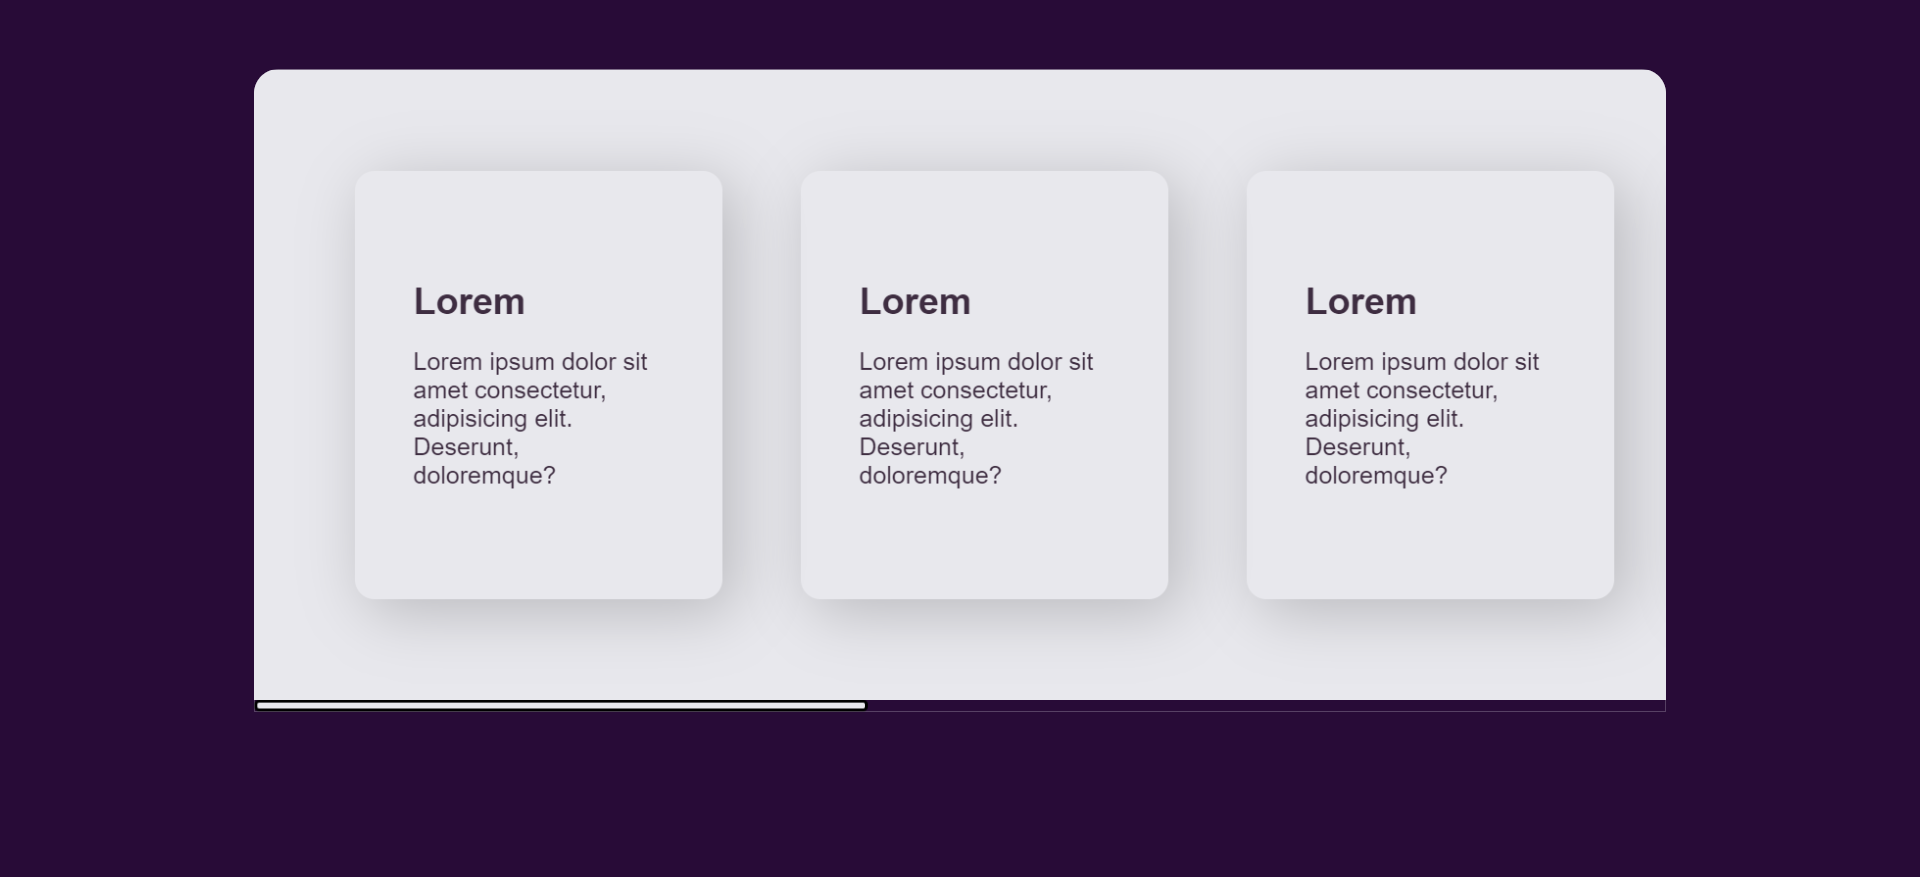 Lorem
Lorem ipsum dolor sit
amet consectetur,
adipisicing elit.
Deserunt,
doloremque?
Lorem
Lorem ipsum dolor sit
amet consectetur,
adipisicing elit.
Deserunt,
doloremque?
Lorem
Lorem ipsum dolor sit
amet consectetur,
adipisicing elit.
Deserunt,
doloremque?